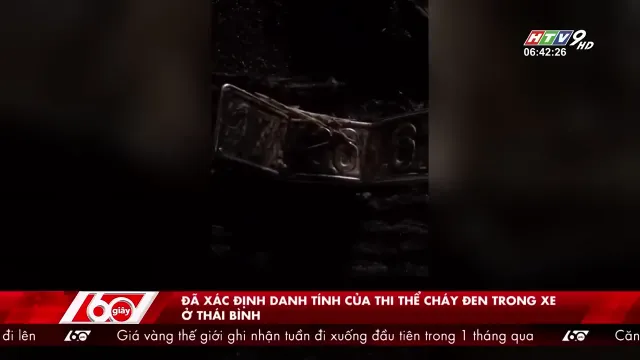 HTV9 HD
06:42:26
60 giây
ĐÃ XÁC ĐỊNH DANH TÍNH CỦA THI THỂ CHÁY ĐEN TRONG XE
Ở THÁI BÌNH
đi lên 60 Giá vàng thế giới ghi nhận tuần đi xuống đầu tiên trong 1 tháng qua 60 Căn